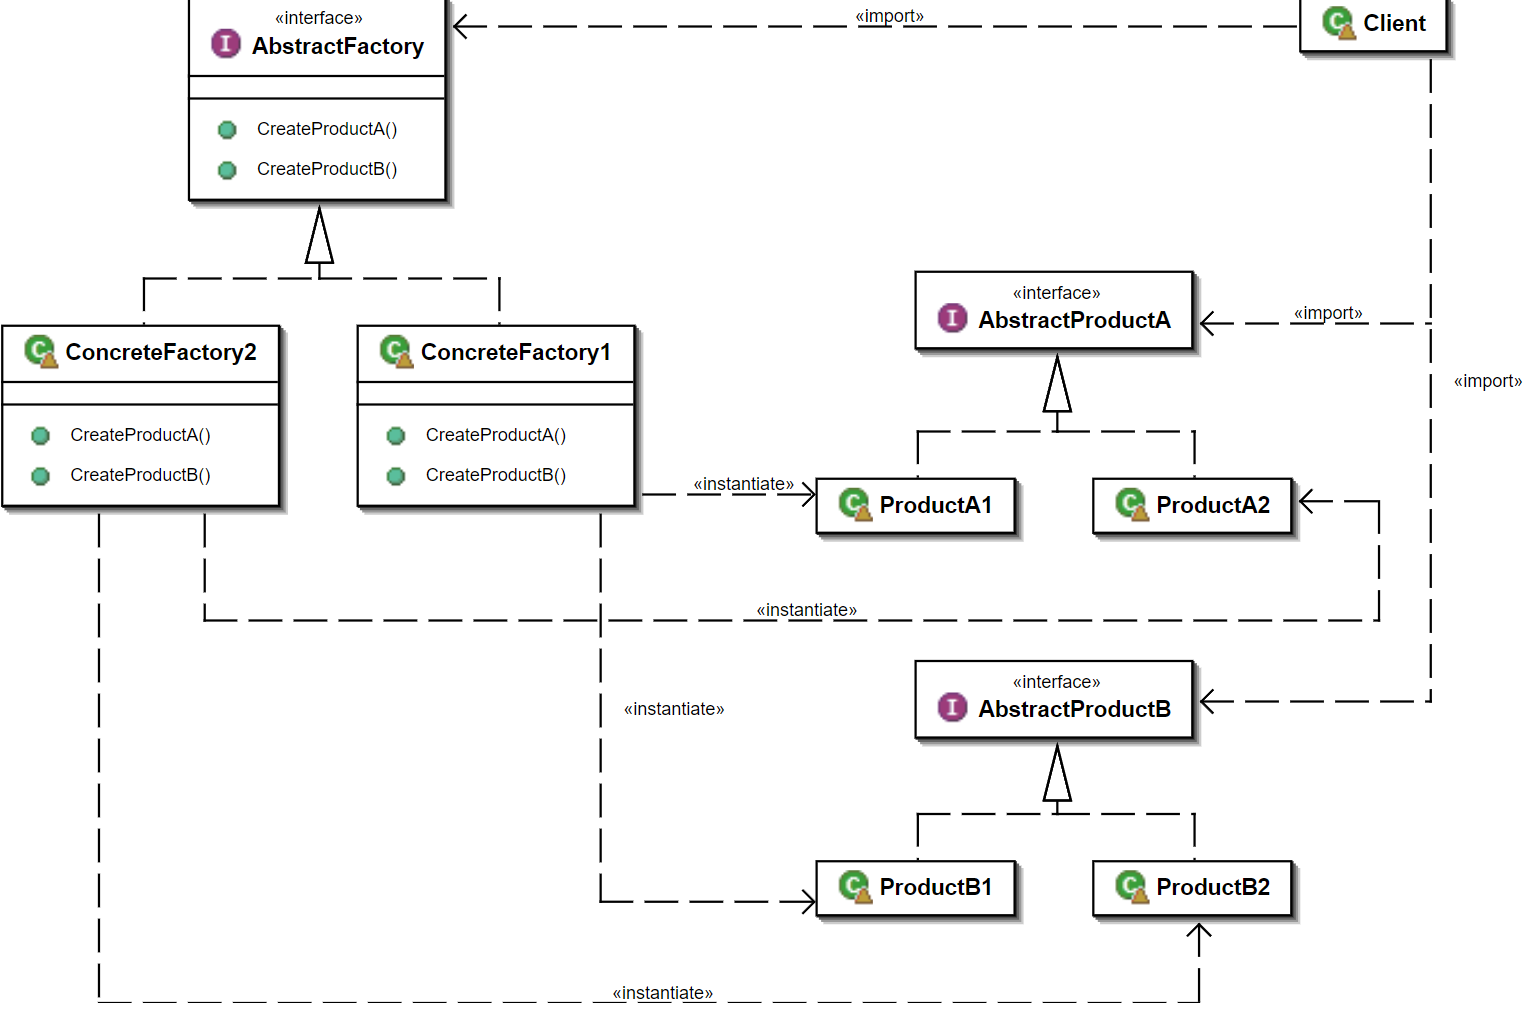 «interface»
AbstractFactory
CreateProductA()
CreateProductB()
«import»
Client
ConcreteFactory2
CreateProductA()
CreateProductB()
ConcreteFactory1
CreateProductA()
CreateProductB()
«interface»
AbstractProductA
«import»
«import»
«instantiate»
ProductA1
ProductA2
«instantiate»
«interface»
AbstractProductB
«instantiate»
ProductB1
ProductB2
«instantiate»